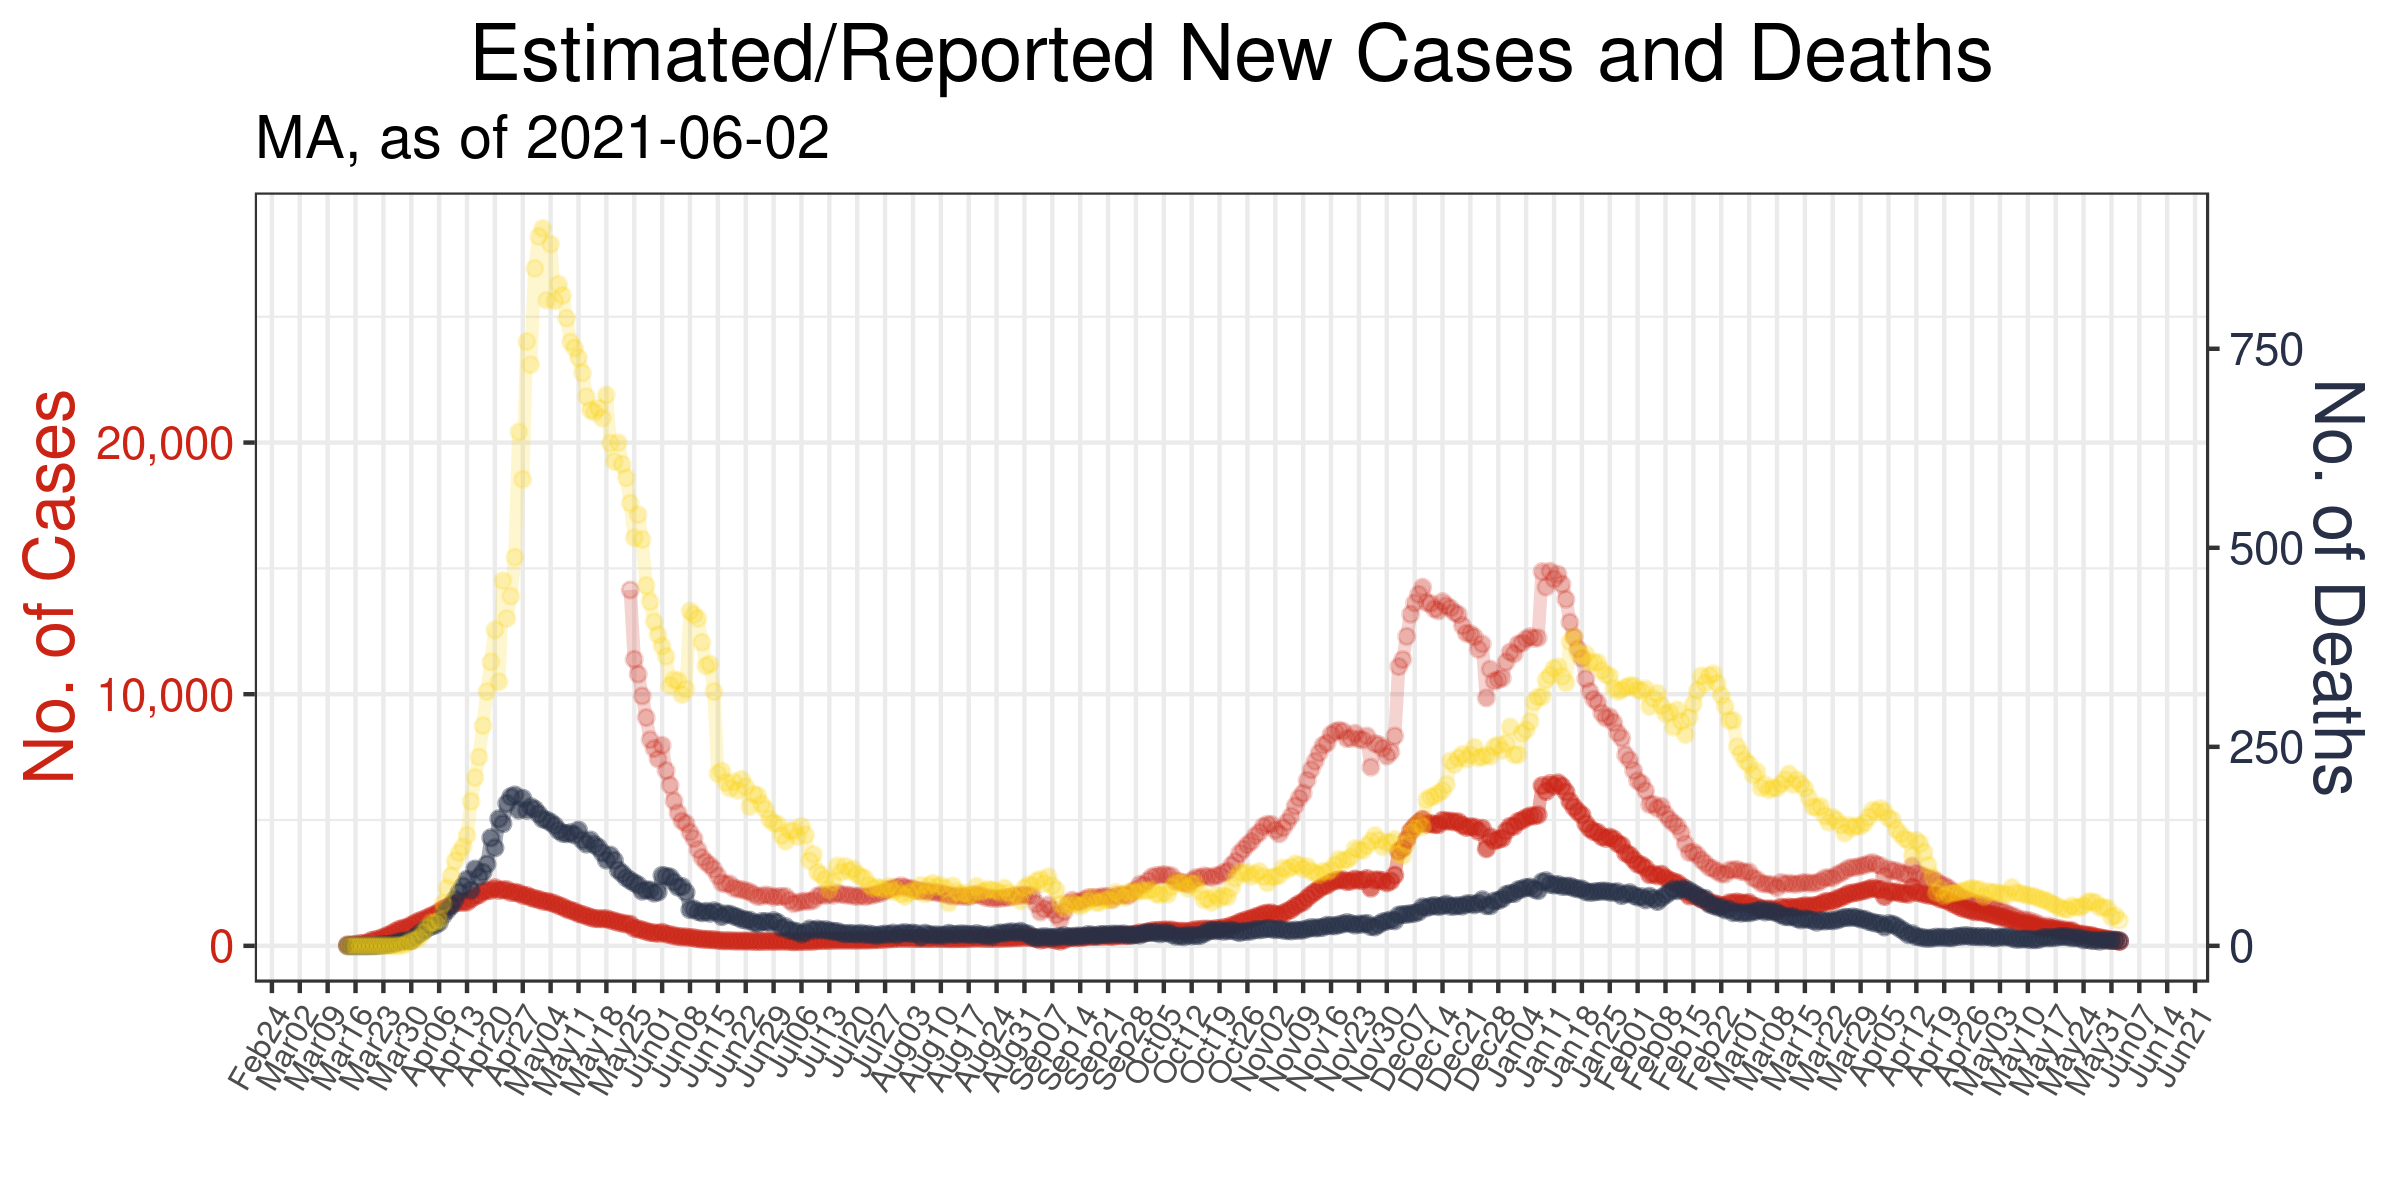 Estimated/Reported New Cases and Deaths
MA, as of 2021-06-02
No. of Cases
20,000
10,000
0
750
500
250
0
No. of Deaths
Feb24
Mar02
Mar09
Mar16
Mar23
Mar30
Apr06
Apr13
Apr20
Apr27
May04
May11
May18
May25
Jun01
Jun08
Jun15
Jun22
Jun29
Jul06
Jul13
Jul20
Jul27
Aug03
Aug10
Aug17
Aug24
Aug31
Sep07
Sep14
Sep21
Sep28
Oct05
Oct12
Oct19
Oct26
Nov02
Nov09
Nov16
Nov23
Nov30
Dec07
Dec14
Dec21
Dec28
Jan04
Jan11
Jan18
Jan25
Feb01
Feb08
Feb15
Feb22
Mar01
Mar08
Mar15
Mar22
Mar29
Apr05
Apr12
Apr19
Apr26
May03
May10
May17
May24
May31
Jun07
Jun14
Jun21